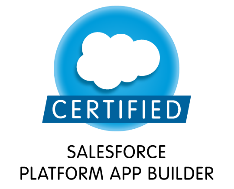 CERTIFIED
SALESFORCE
PLATFORM APP BUILDER